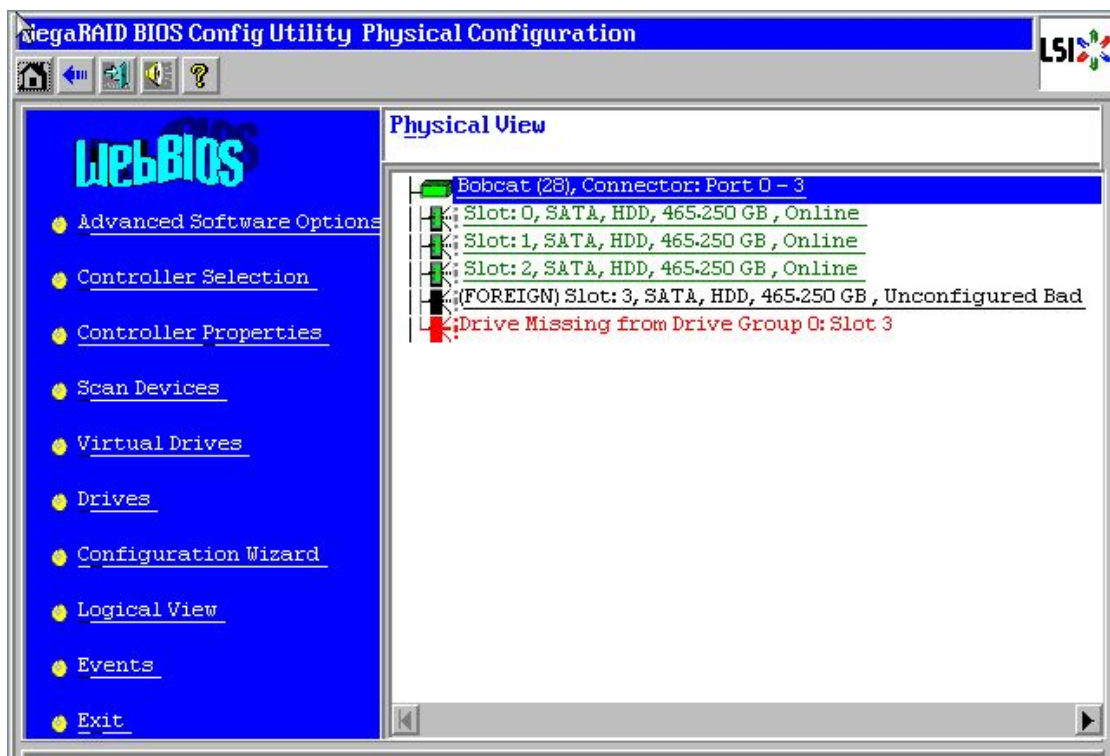 MegaRAID BIOS Config Utility Physical Configuration
LSI
WebBIOS
Advanced Software Options
Controller Selection
Controller Properties
Scan Devices
Virtual Drives
Drives
Configuration Wizard
Logical View
Events
Exit
Physical View
Bobcat (28), Connector: Port 0 - 3
Slot: 0, SATA, HDD, 465.250 GB , Online
Slot: 1, SATA, HDD, 465.250 GB , Online
Slot: 2, SATA, HDD, 465.250 GB , Online
(FOREIGN) Slot: 3, SATA, HDD, 465.250 GB , Unconfigured Bad
Drive Missing from Drive Group 0: Slot 3